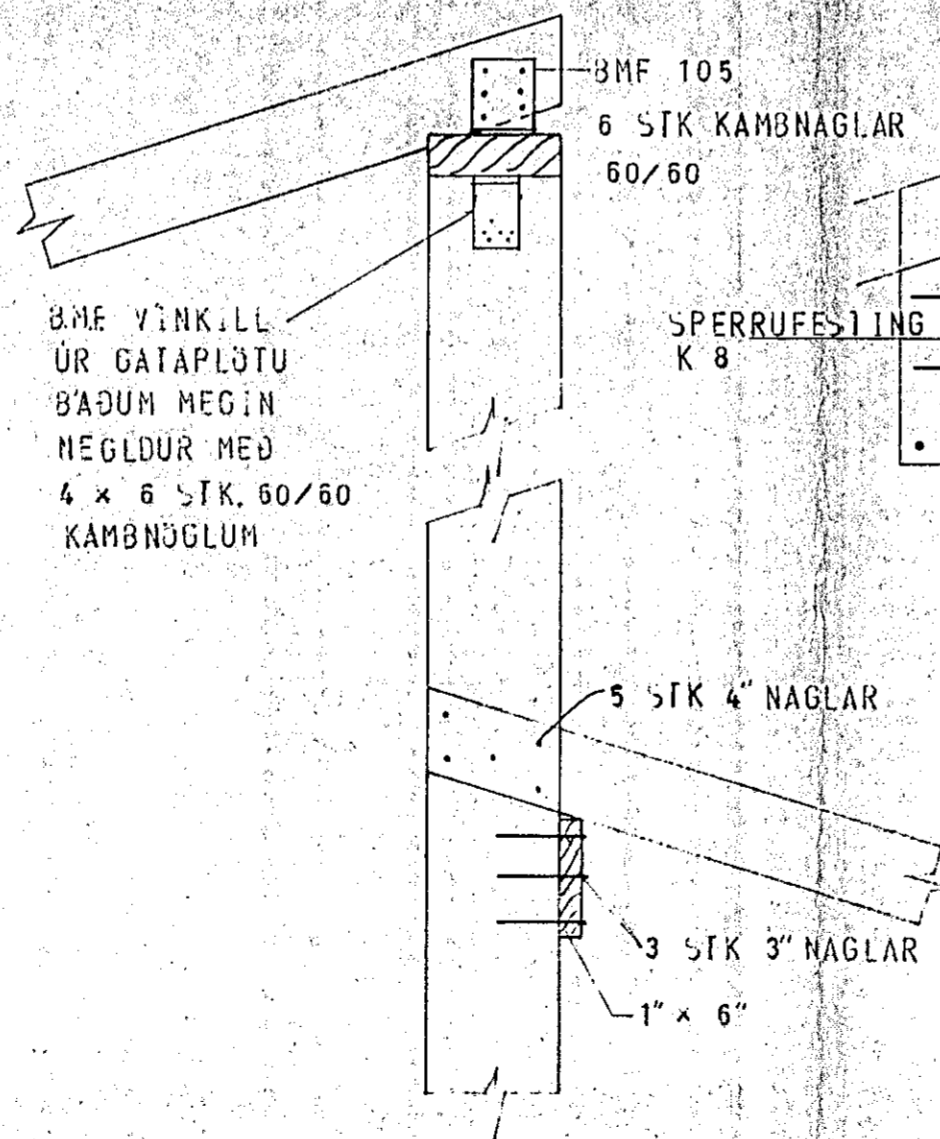 BMF 105
6 STK KAMBNAGLAR
60/60
BMF VINKILL
ÚR GATAPLÖTU
BÁÐUM MEGIN
NEGLDUR MEÐ
4 x 6 STK. 60/60
KAMBNÖGLUM
SPERRUFESTING
K 8
5 STK 4" NAGLAR
3 STK 3" NAGLAR
1" x 6"